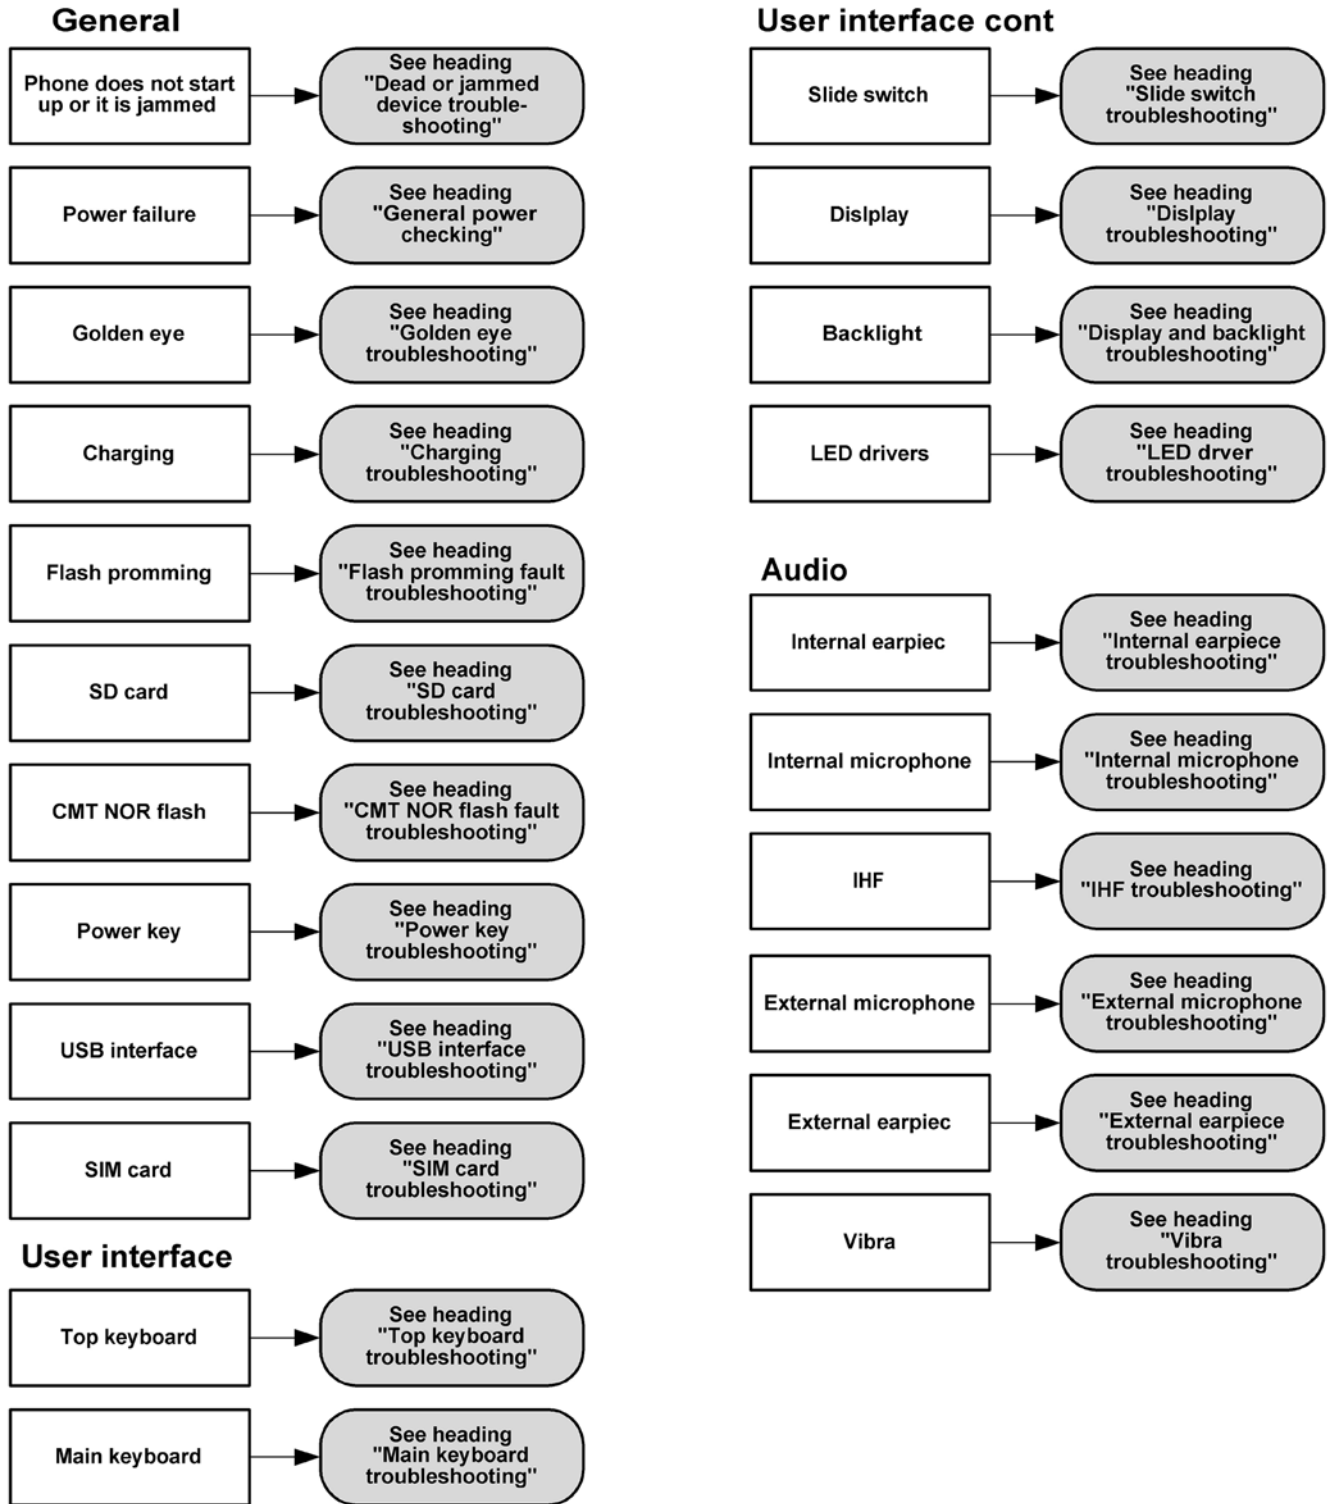 General
Phone does not start
up or it is jammed
See heading
"Dead or jammed
device trouble-
shooting"
Power failure
See heading
"General power
checking"
Golden eye
See heading
"Golden eye
troubleshooting"
Charging
See heading
"Charging
troubleshooting"
Flash promming
See heading
"Flash promming fault
troubleshooting"
SD card
See heading
"SD card
troubleshooting"
CMT NOR flash
See heading
"CMT NOR flash fault
troubleshooting"
Power key
See heading
"Power key
troubleshooting"
USB interface
See heading
"USB interface
troubleshooting"
SIM card
See heading
"SIM card
troubleshooting"
User interface
Top keyboard
See heading
"Top keyboard
troubleshooting"
Main keyboard
See heading
"Main keyboard
troubleshooting"
User interface cont
Slide switch
See heading
"Slide switch
troubleshooting"
Dislplay
See heading
"Dislplay
troubleshooting"
Backlight
See heading
"Display and backlight
troubleshooting"
LED drivers
See heading
"LED drver
troubleshooting"
Audio
Internal earpiec
See heading
"Internal earpiece
troubleshooting"
Internal microphone
See heading
"Internal microphone
troubleshooting"
IHF
See heading
"IHF troubleshooting"
External microphone
See heading
"External microphone
troubleshooting"
External earpiec
See heading
"External earpiece
troubleshooting"
Vibra
See heading
"Vibra
troubleshooting"